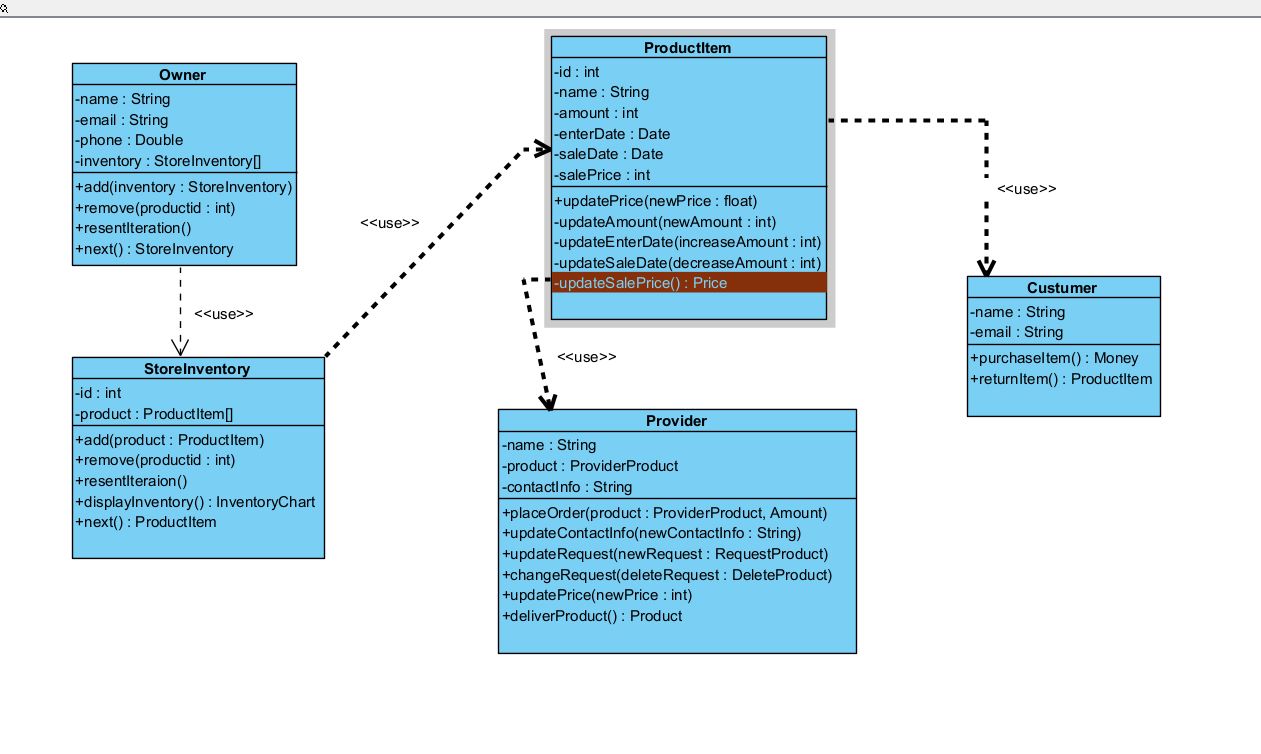 Owner
-name : String
-email : String
-phone : Double
-inventory : StoreInventory[]
+add(inventory : StoreInventory)
+remove(productid : int)
+resentIteration()
+next() : StoreInventory
<<use>>
StoreInventory
-id : int
-product : ProductItem[]
+add(product : ProductItem)
+remove(productid : int)
+resentIteraion()
+displayInventory() : InventoryChart
+next() : ProductItem
<<use>>
ProductItem
-id : int
-name : String
-amount : int
-enterDate : Date
-saleDate : Date
-salePrice : int
+updatePrice(newPrice : float)
-updateAmount(newAmount : int)
-updateEnterDate(increaseAmount : int)
-updateSaleDate(decreaseAmount : int)
-updateSalePrice() : Price
<<use>>
Provider
-name : String
-product : ProviderProduct
-contactInfo : String
+placeOrder(product : ProviderProduct, Amount)
+updateContactInfo(newContactInfo : String)
+updateRequest(newRequest : RequestProduct)
+changeRequest(deleteRequest : DeleteProduct)
+updatePrice(newPrice : int)
+deliverProduct() : Product
<<use>>
Custumer
-name : String
-email : String
+purchaseItem() : Money
+returnItem() : ProductItem